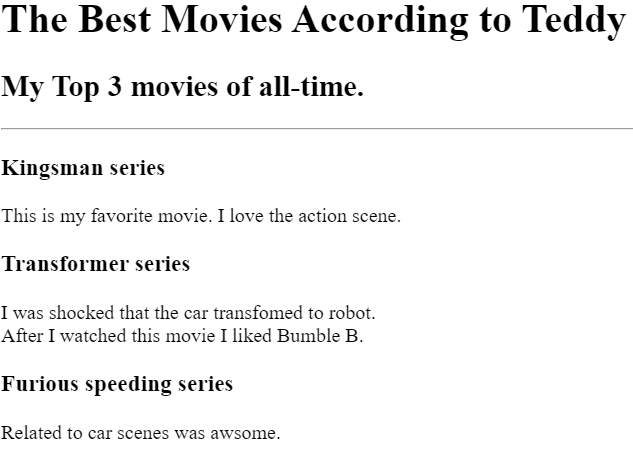 The Best Movies According to Teddy
My Top 3 movies of all-time.
Kingsman series
This is my favorite movie. I love the action scene.
Transformer series
I was shocked that the car transfomed to robot.
After I watched this movie I liked Bumble B.
Furious speeding series
Related to car scenes was awsome.